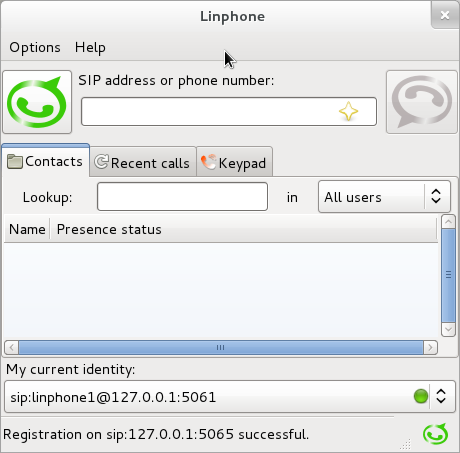 Linphone
Options Help
SIP address or phone number:
Contacts Recent calls Keypad
Lookup: in All users
Name Presence status
My current identity:
sip:linphone1@127.0.0.1:5061
Registration on sip:127.0.0.1:5065 successful.